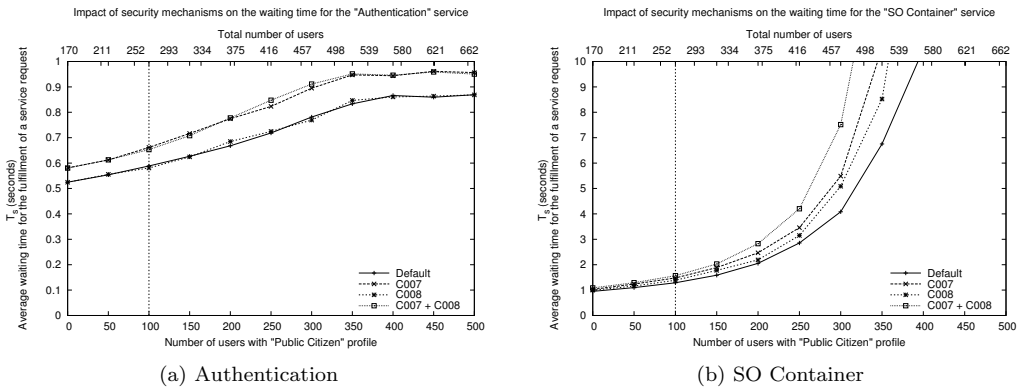 Impact of security mechanisms on the waiting time for the "Authentication" service
Total number of users
170 211 252 293 334 375 416 457 498 539 580 621 662
T_s (seconds)
Average waiting time for the fulfillment of a service request
1
0.9
0.8
0.7
0.6
0.5
0.4
0.3
0.2
0.1
0
Default
C007
C008
C007 + C008
0 50 100 150 200 250 300 350 400 450 500
Number of users with "Public Citizen" profile
(a) Authentication
Impact of security mechanisms on the waiting time for the "SO Container" service
Total number of users
170 211 252 293 334 375 416 457 498 539 580 621 662
T_s (seconds)
Average waiting time for the fulfillment of a service request
10
9
8
7
6
5
4
3
2
1
0
Default
C007
C008
C007 + C008
0 50 100 150 200 250 300 350 400 450 500
Number of users with "Public Citizen" profile
(b) SO Container